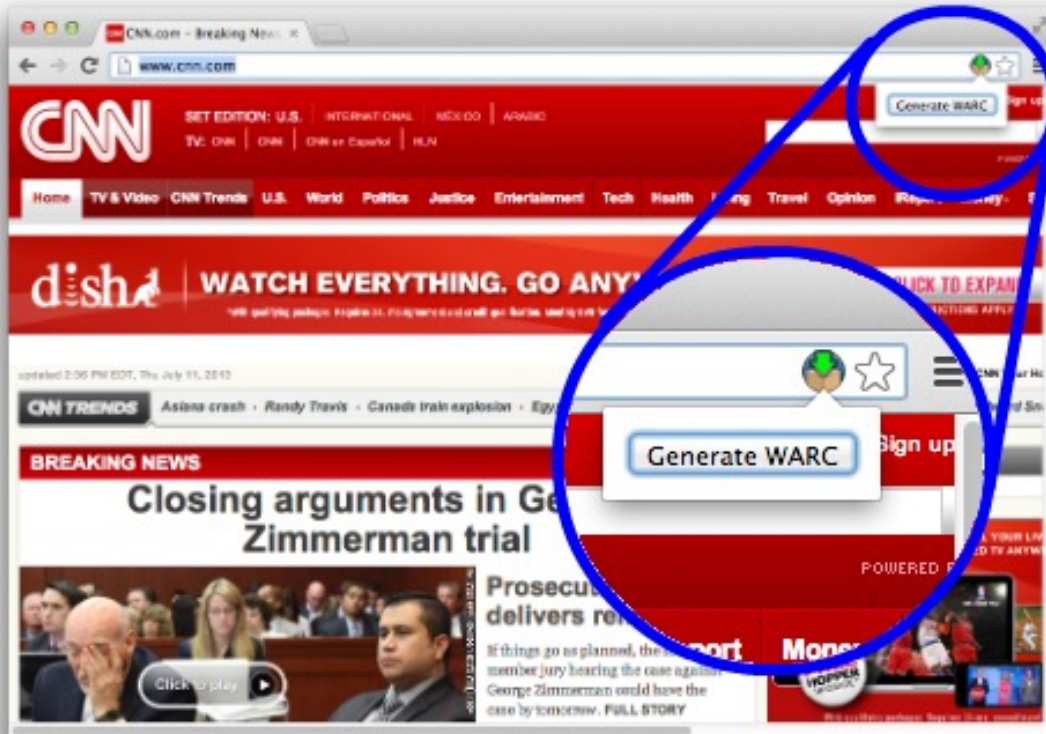 CNN.com - Breaking News
www.cnn.com
Generate WARC
CNN
SET EDITION: U.S. INTERNATIONAL MÉXICO ARABIC
TV: CNN CNN en Español HLN
Sign up
Home TV & Video CNN Trends U.S. World Politics Justice Entertainment Tech Health Travel Opinion
dish
WATCH EVERYTHING. GO ANY
CLICK TO EXPAN
updated 2:36 PM EDT, Thu July 11, 2013
CNN TRENDS Asiana crash Randy Travis Canada train explosion Egy
Generate WARC
Sign up
POWERED
BREAKING NEWS
Closing arguments in Ge
Zimmerman trial
Prosecut
delivers re
If things go as planned, the
member jury hearing the case against
George Zimmerman could have the
case by tomorrow. FULL STORY
Click to play
port
Money
HOPPER